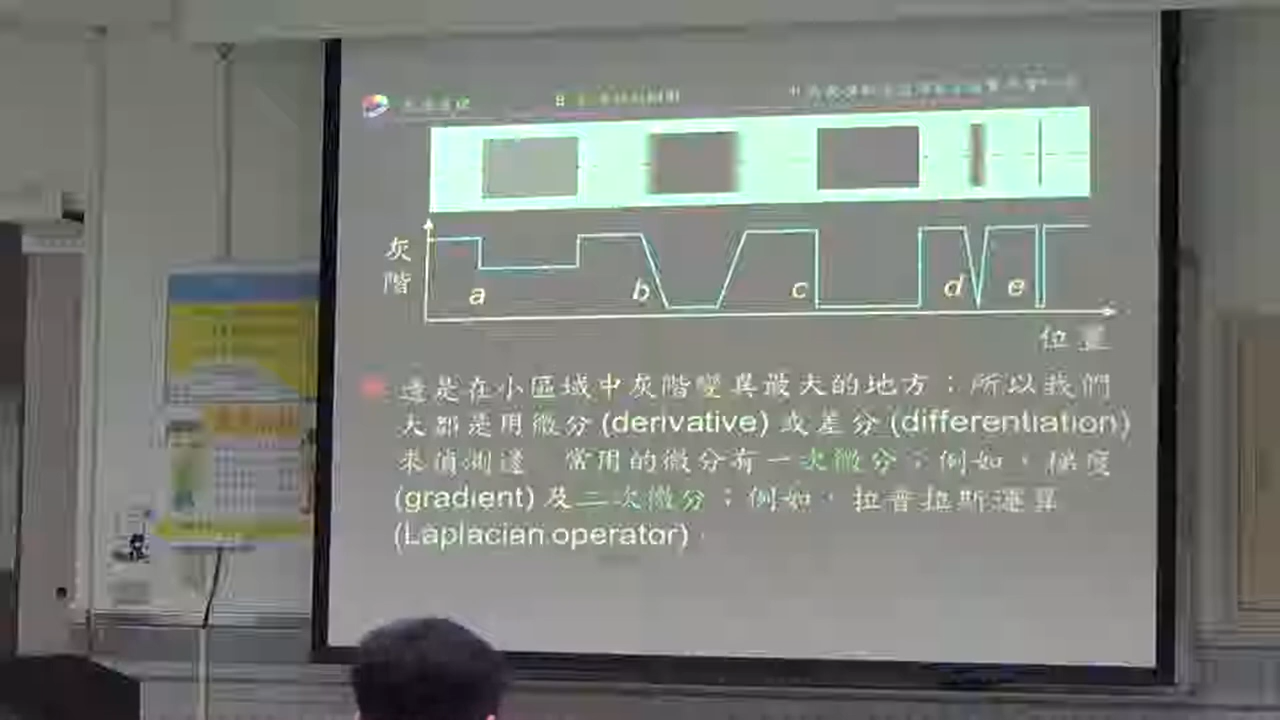 灰
階
a b c d e
位置
邊是在小區域中灰階變異最大的地方；所以我們
大都是用微分 (derivative) 或差分 (differentiation)
來偵測邊 常用的微分有一次微分；例如，梯度
(gradient) 及二次微分；例如，拉普拉斯運算
(Laplacian operator)